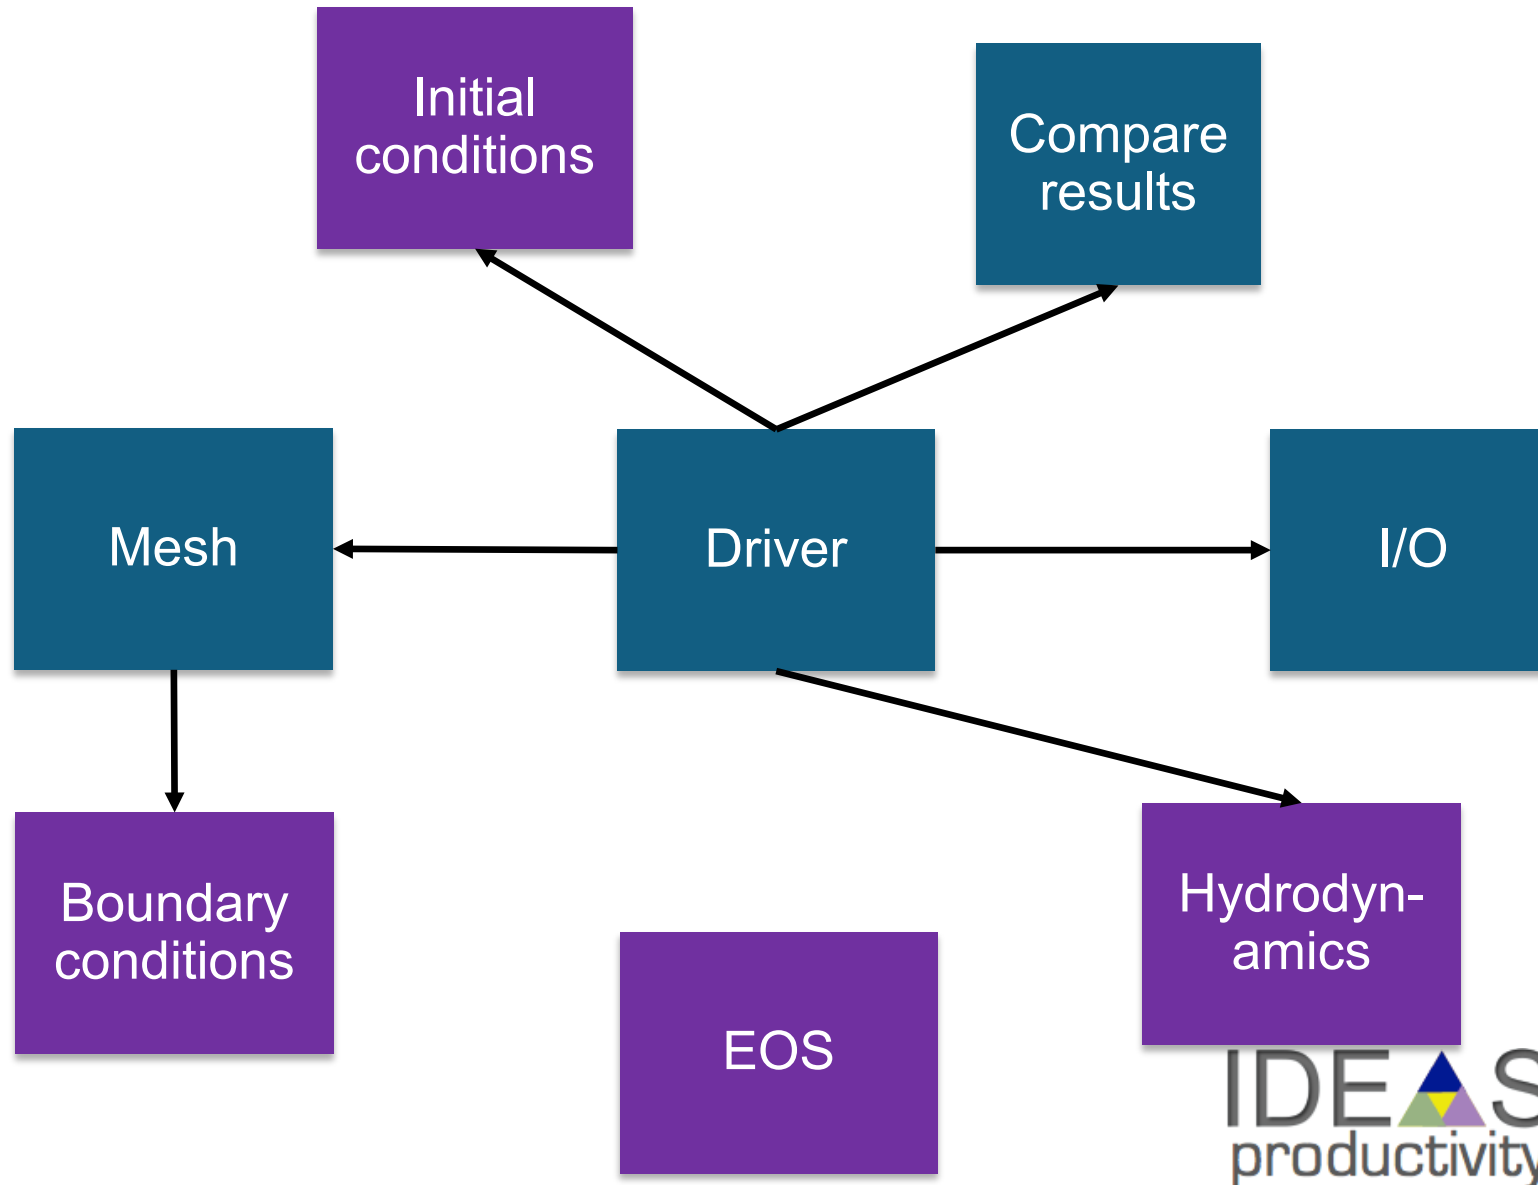 Initial
conditions
Compare
results
Mesh
Driver
I/O
Boundary
conditions
Hydrodyn-
amics
EOS
IDEAS
productivity